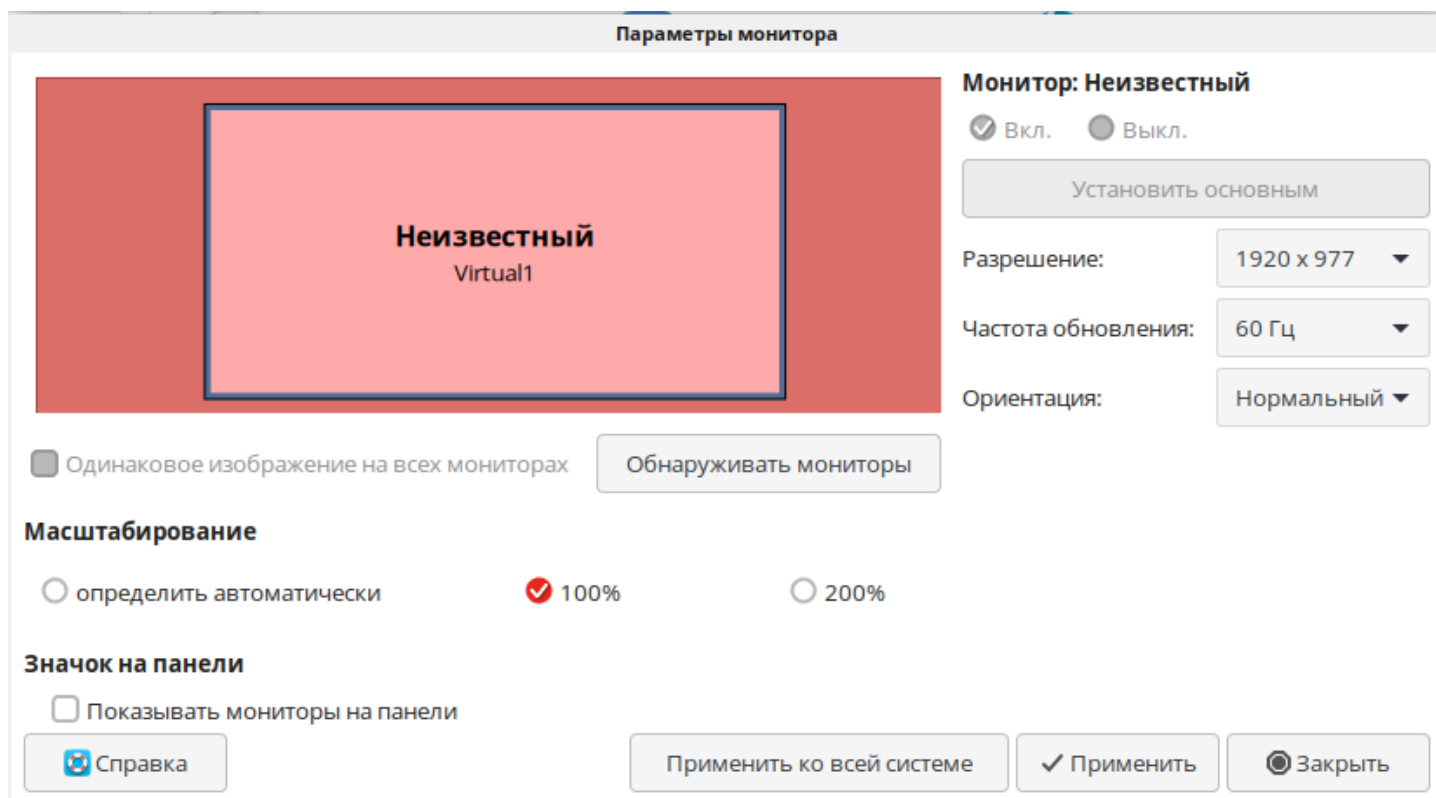 Параметры монитора
Неизвестный
Virtual1
Монитор: Неизвестный
Вкл. Выкл.
Установить основным
Разрешение: 1920 x 977
Частота обновления: 60 Гц
Ориентация: Нормальный
Одинаковое изображение на всех мониторах Обнаруживать мониторы
Масштабирование
определить автоматически 100% 200%
Значок на панели
Показывать мониторы на панели
Справка Применить ко всей системе Применить Закрыть